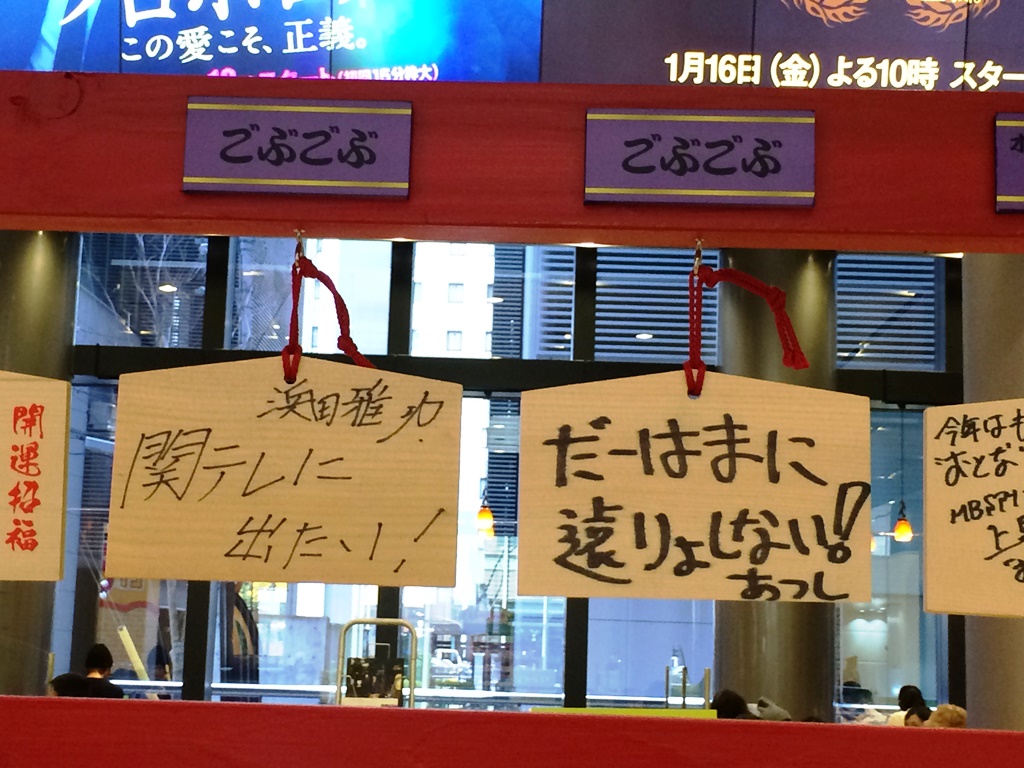 この愛こそ、正義。
1月16日(金)よる10時 スター
ごぶごぶ
ごぶごぶ
開運招福
浜田雅功
関テレに
出たい!
だーはまに
遠りょしない!
あつし
今年はも
MBS